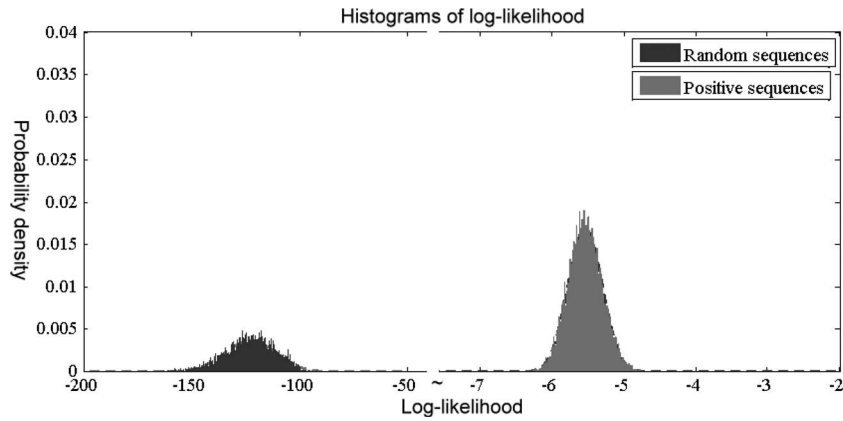 Histograms of log-likelihood
0.04
0.035
0.03
0.025
0.02
0.015
0.01
0.005
0
Probability density
Random sequences
Positive sequences
-200 -150 -100 -50 ~ -7 -6 -5 -4 -3 -2
Log-likelihood